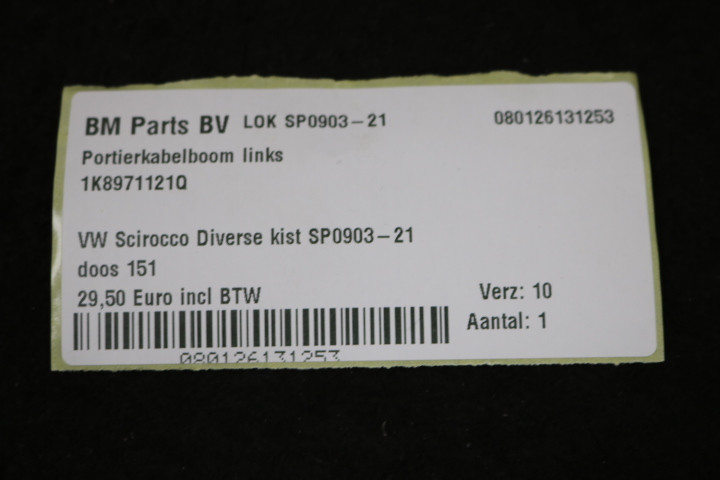 BM Parts BV LOK SP0903-21 080126131253
Portierkabelboom links
1K8971121Q
VW Scirocco Diverse kist SP0903-21
doos 151
29,50 Euro incl BTW Verz: 10
Aantal: 1
080126131253